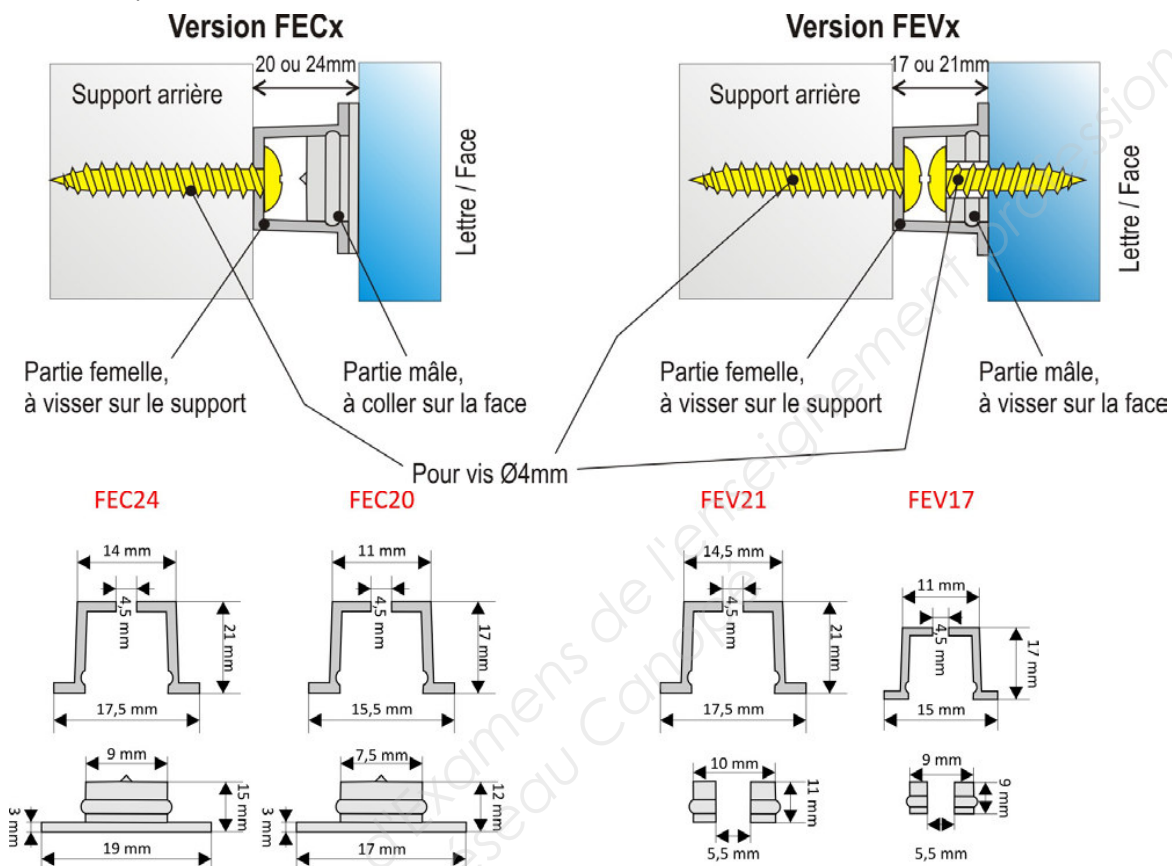 Version FECx
Version FEVx
20 ou 24mm
17 ou 21mm
Support arrière
Support arrière
Lettre / Face
Lettre / Face
Partie femelle,
à visser sur le support
Partie mâle,
à coller sur la face
Partie femelle,
à visser sur le support
Partie mâle,
à visser sur la face
Pour vis Ø4mm
FEC24
FEC20
FEV21
FEV17
14 mm
4,5 mm
21 mm
17,5 mm
11 mm
4,5 mm
17 mm
15,5 mm
14,5 mm
4,5 mm
21 mm
17,5 mm
11 mm
4,5 mm
17 mm
15 mm
9 mm
15 mm
3 mm
19 mm
7,5 mm
12 mm
3 mm
17 mm
10 mm
11 mm
5,5 mm
9 mm
9 mm
5,5 mm
d'Examens de l'enseignement profession
réseau Canopé